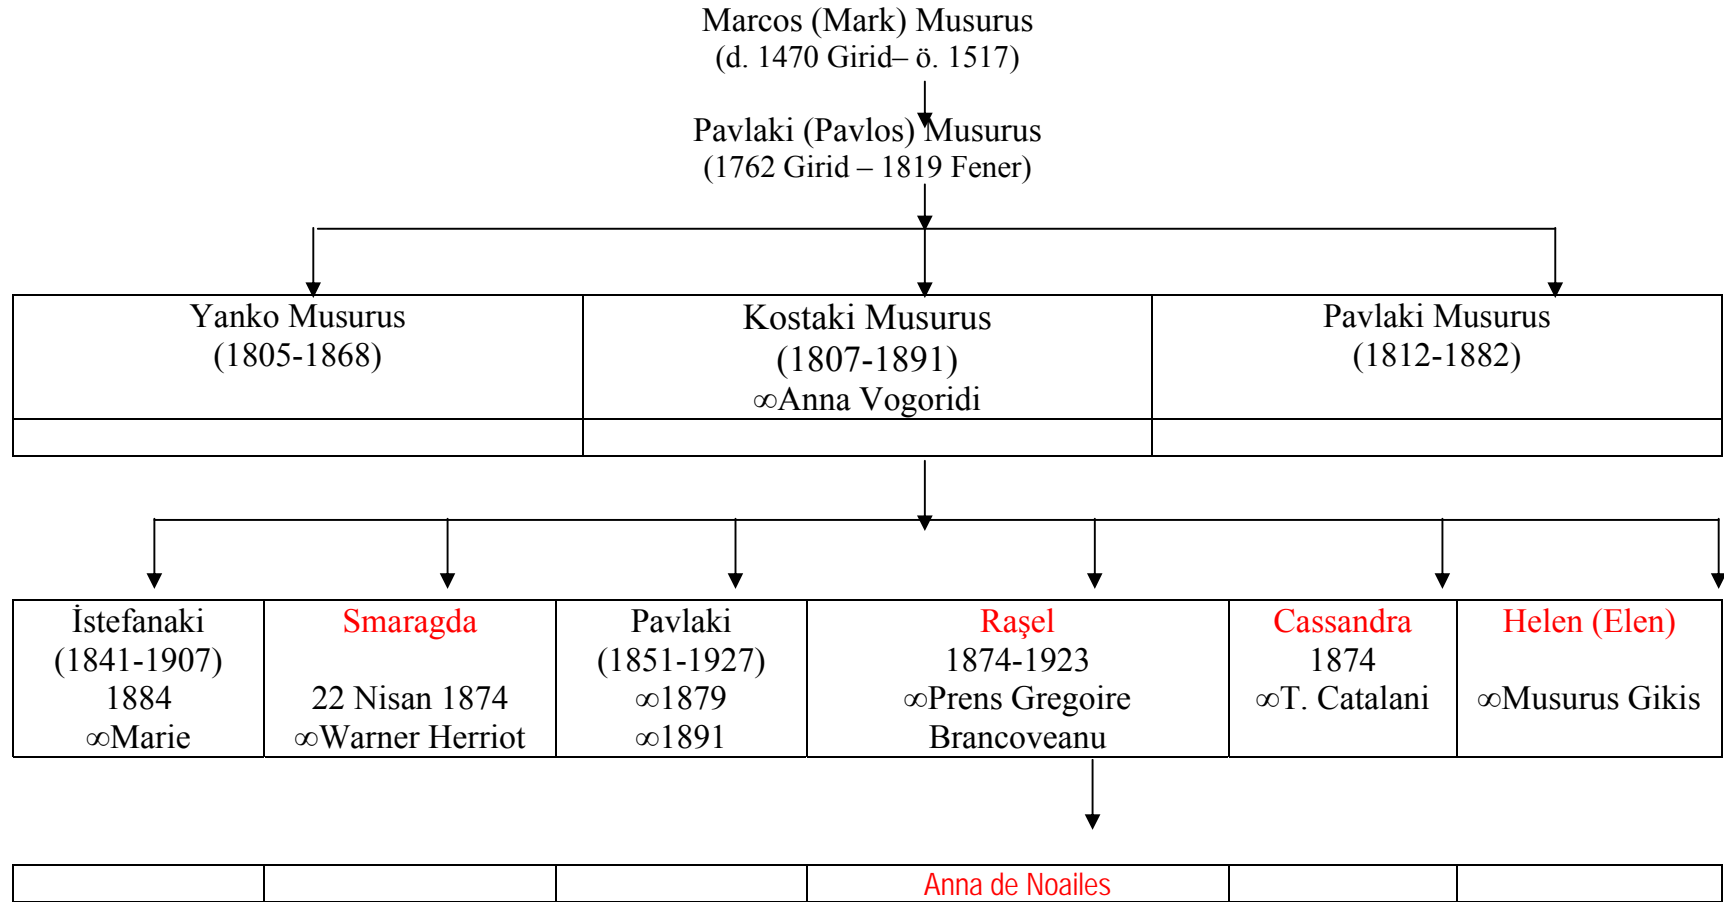 Marcos (Mark) Musurus
(d. 1470 Girid– ö. 1517)
Pavlaki (Pavlos) Musurus
(1762 Girid – 1819 Fener)
Yanko Musurus
(1805-1868)
Kostaki Musurus
(1807-1891)
∞Anna Vogoridi
Pavlaki Musurus
(1812-1882)
İstefanaki
(1841-1907)
1884
∞Marie
Smaragda
22 Nisan 1874
∞Warner Herriot
Pavlaki
(1851-1927)
∞1879
∞1891
Raşel
1874-1923
∞Prens Gregoire
Brancoveanu
Cassandra
1874
∞T. Catalani
Helen (Elen)
∞Musurus Gikis
Anna de Noailes